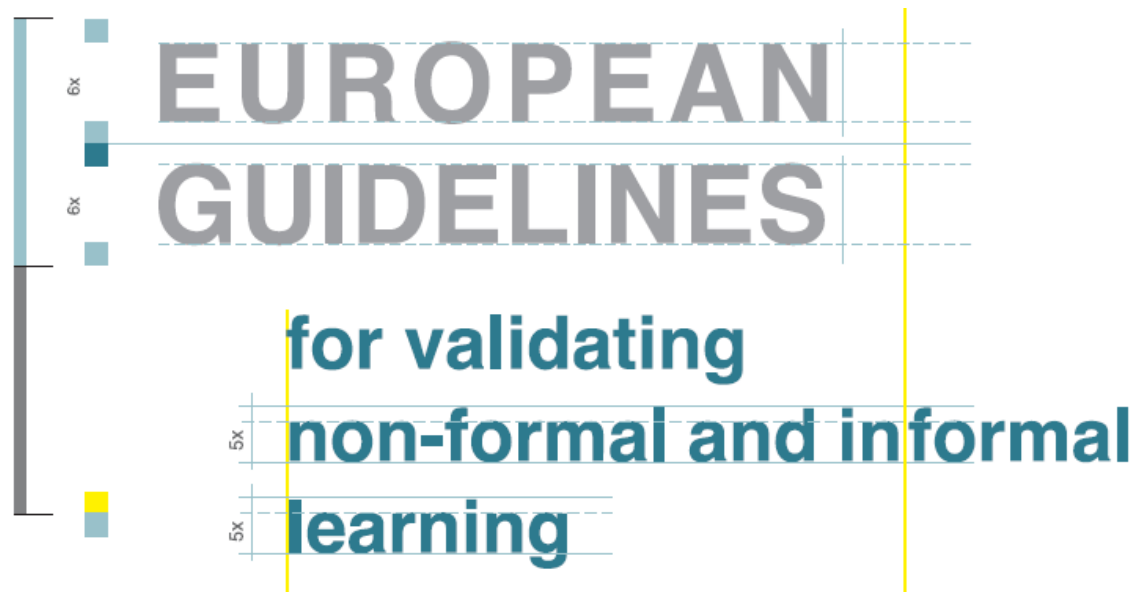 6x
EUROPEAN
6x
GUIDELINES
for validating
5x
non-formal and informal
5x
learning